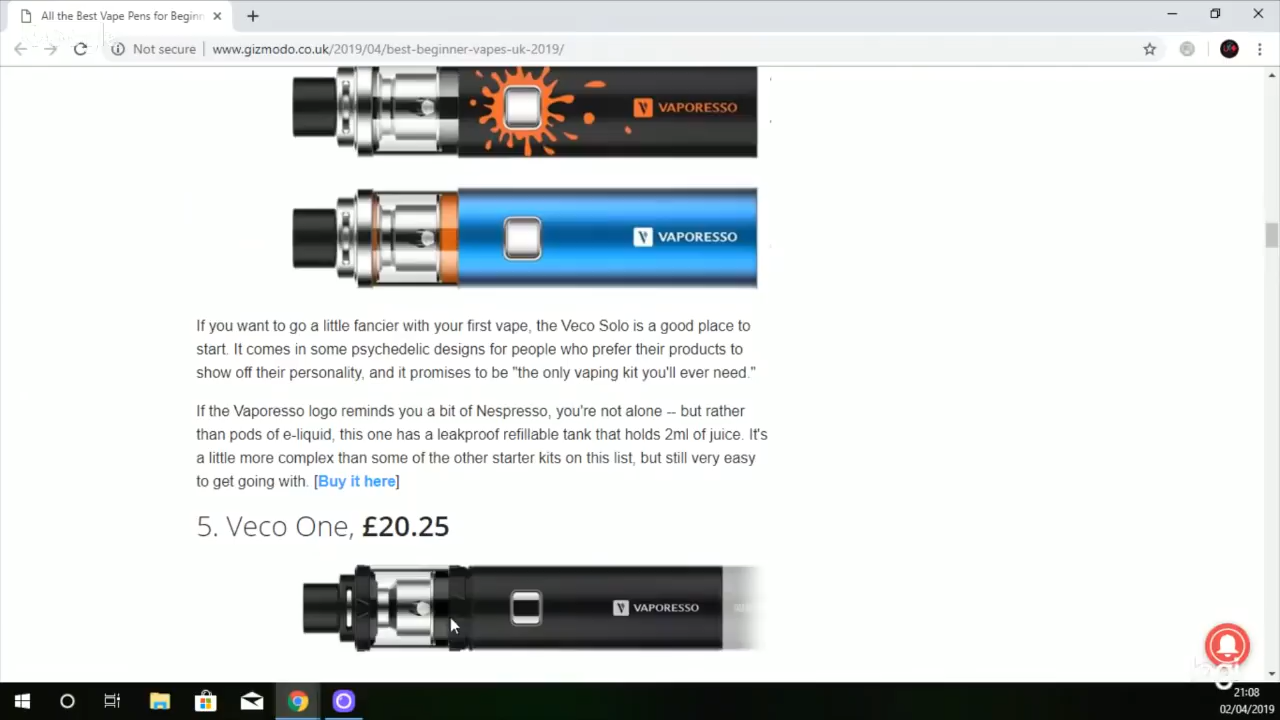 All the Best Vape Pens for Beginn
Not secure
www.gizmodo.co.uk/2019/04/best-beginner-vapes-uk-2019/
VAPORESSO
VAPORESSO
If you want to go a little fancier with your first vape, the Veco Solo is a good place to
start. It comes in some psychedelic designs for people who prefer their products to
show off their personality, and it promises to be "the only vaping kit you'll ever need."
If the Vaporesso logo reminds you a bit of Nespresso, you're not alone -- but rather
than pods of e-liquid, this one has a leakproof refillable tank that holds 2ml of juice. It's
a little more complex than some of the other starter kits on this list, but still very easy
to get going with. [Buy it here]
5. Veco One, £20.25
VAPORESSO
21:08
02/04/2019